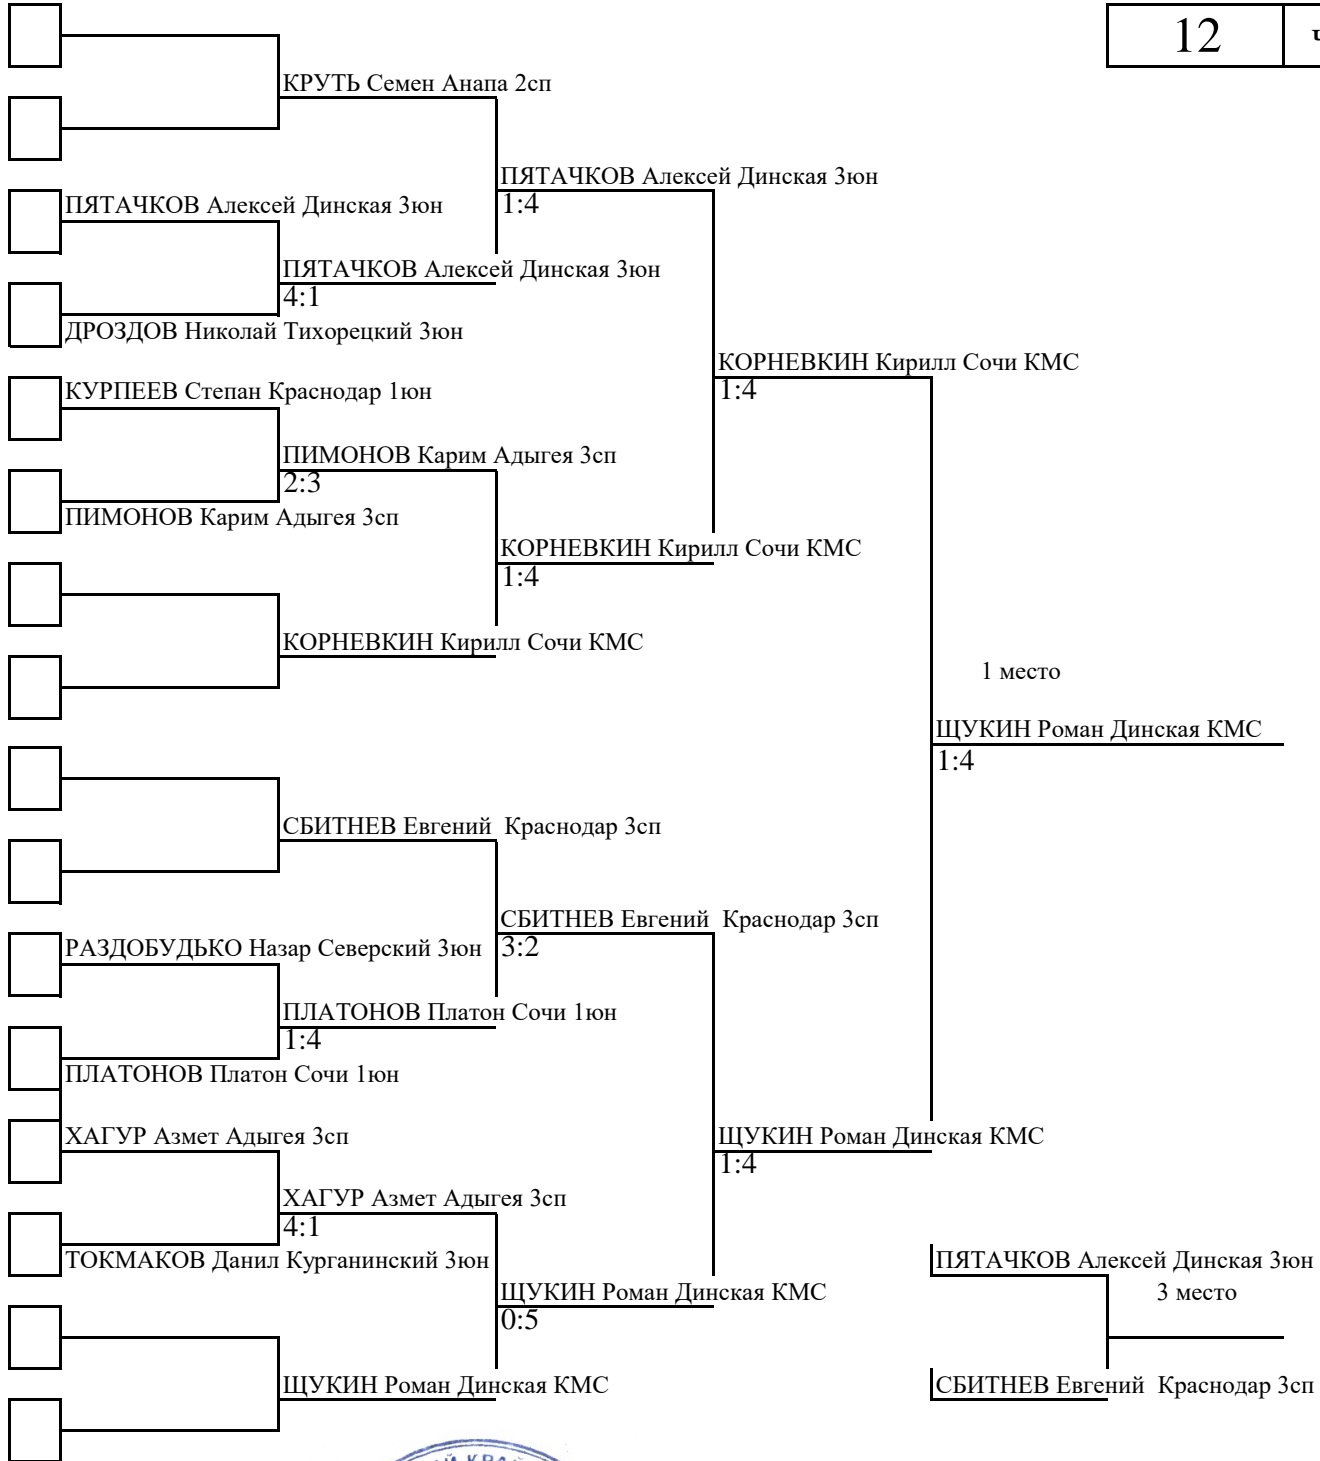 12
КРУТЬ Семен Анапа 2сп
ПЯТАЧКОВ Алексей Динская 3юн
1:4
ПЯТАЧКОВ Алексей Динская 3юн
ПЯТАЧКОВ Алексей Динская 3юн
4:1
ДРОЗДОВ Николай Тихорецкий 3юн
КОРНЕВКИН Кирилл Сочи КМС
1:4
КУРПЕЕВ Степан Краснодар 1юн
ПИМОНОВ Карим Адыгея 3сп
2:3
ПИМОНОВ Карим Адыгея 3сп
КОРНЕВКИН Кирилл Сочи КМС
1:4
КОРНЕВКИН Кирилл Сочи КМС
1 место
ЩУКИН Роман Динская КМС
1:4
СБИТНЕВ Евгений  Краснодар 3сп
СБИТНЕВ Евгений  Краснодар 3сп
3:2
РАЗДОБУДЬКО Назар Северский 3юн
ПЛАТОНОВ Платон Сочи 1юн
1:4
ПЛАТОНОВ Платон Сочи 1юн
ХАГУР Азмет Адыгея 3сп
ЩУКИН Роман Динская КМС
1:4
ХАГУР Азмет Адыгея 3сп
4:1
ТОКМАКОВ Данил Курганинский 3юн
ЩУКИН Роман Динская КМС
0:5
ЩУКИН Роман Динская КМС
ПЯТАЧКОВ Алексей Динская 3юн
3 место
СБИТНЕВ Евгений  Краснодар 3сп